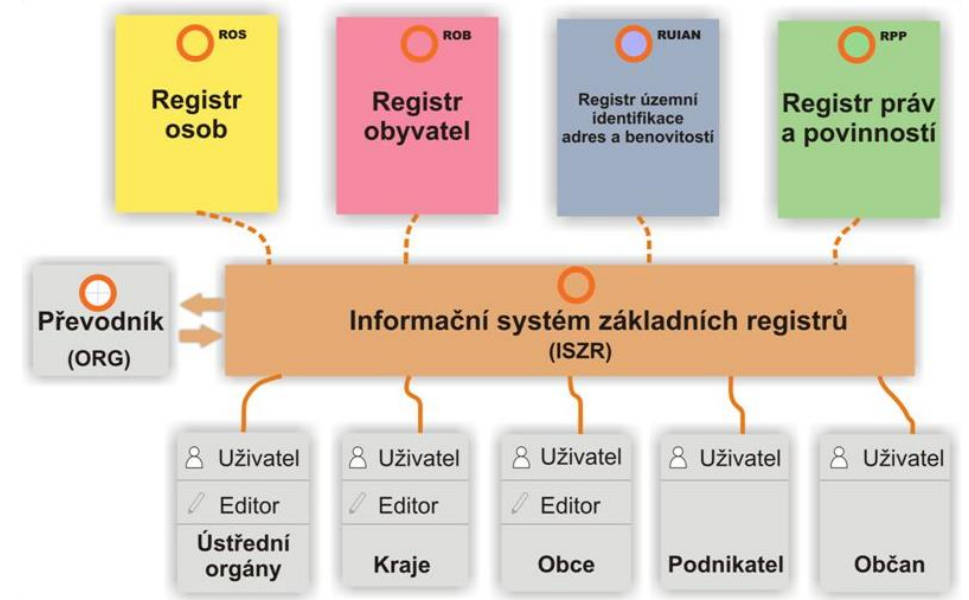 ROS
Registr
osob
ROB
Registr
obyvatel
RUIAN
Registr územní
identifikace
adres a benovitostí
RPP
Registr práv
a povinností
Převodník
(ORG)
Informační systém základních registrů
(ISZR)
Uživatel
Editor
Ústřední
orgány
Uživatel
Editor
Kraje
Uživatel
Editor
Obce
Uživatel
Podnikatel
Uživatel
Občan